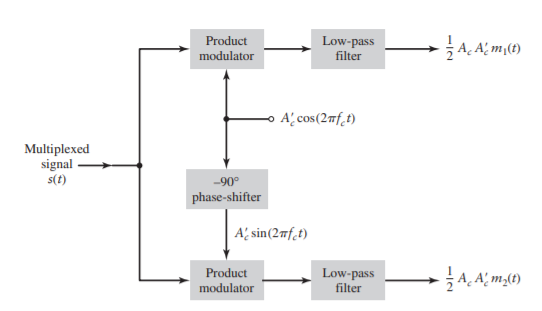 Product
modulator
Low-pass
filter
1/2 A_c A'_c m_1(t)
A'_c cos(2πf_c t)
Multiplexed
signal
s(t)
–90°
phase-shifter
A'_c sin(2πf_c t)
Product
modulator
Low-pass
filter
1/2 A_c A'_c m_2(t)